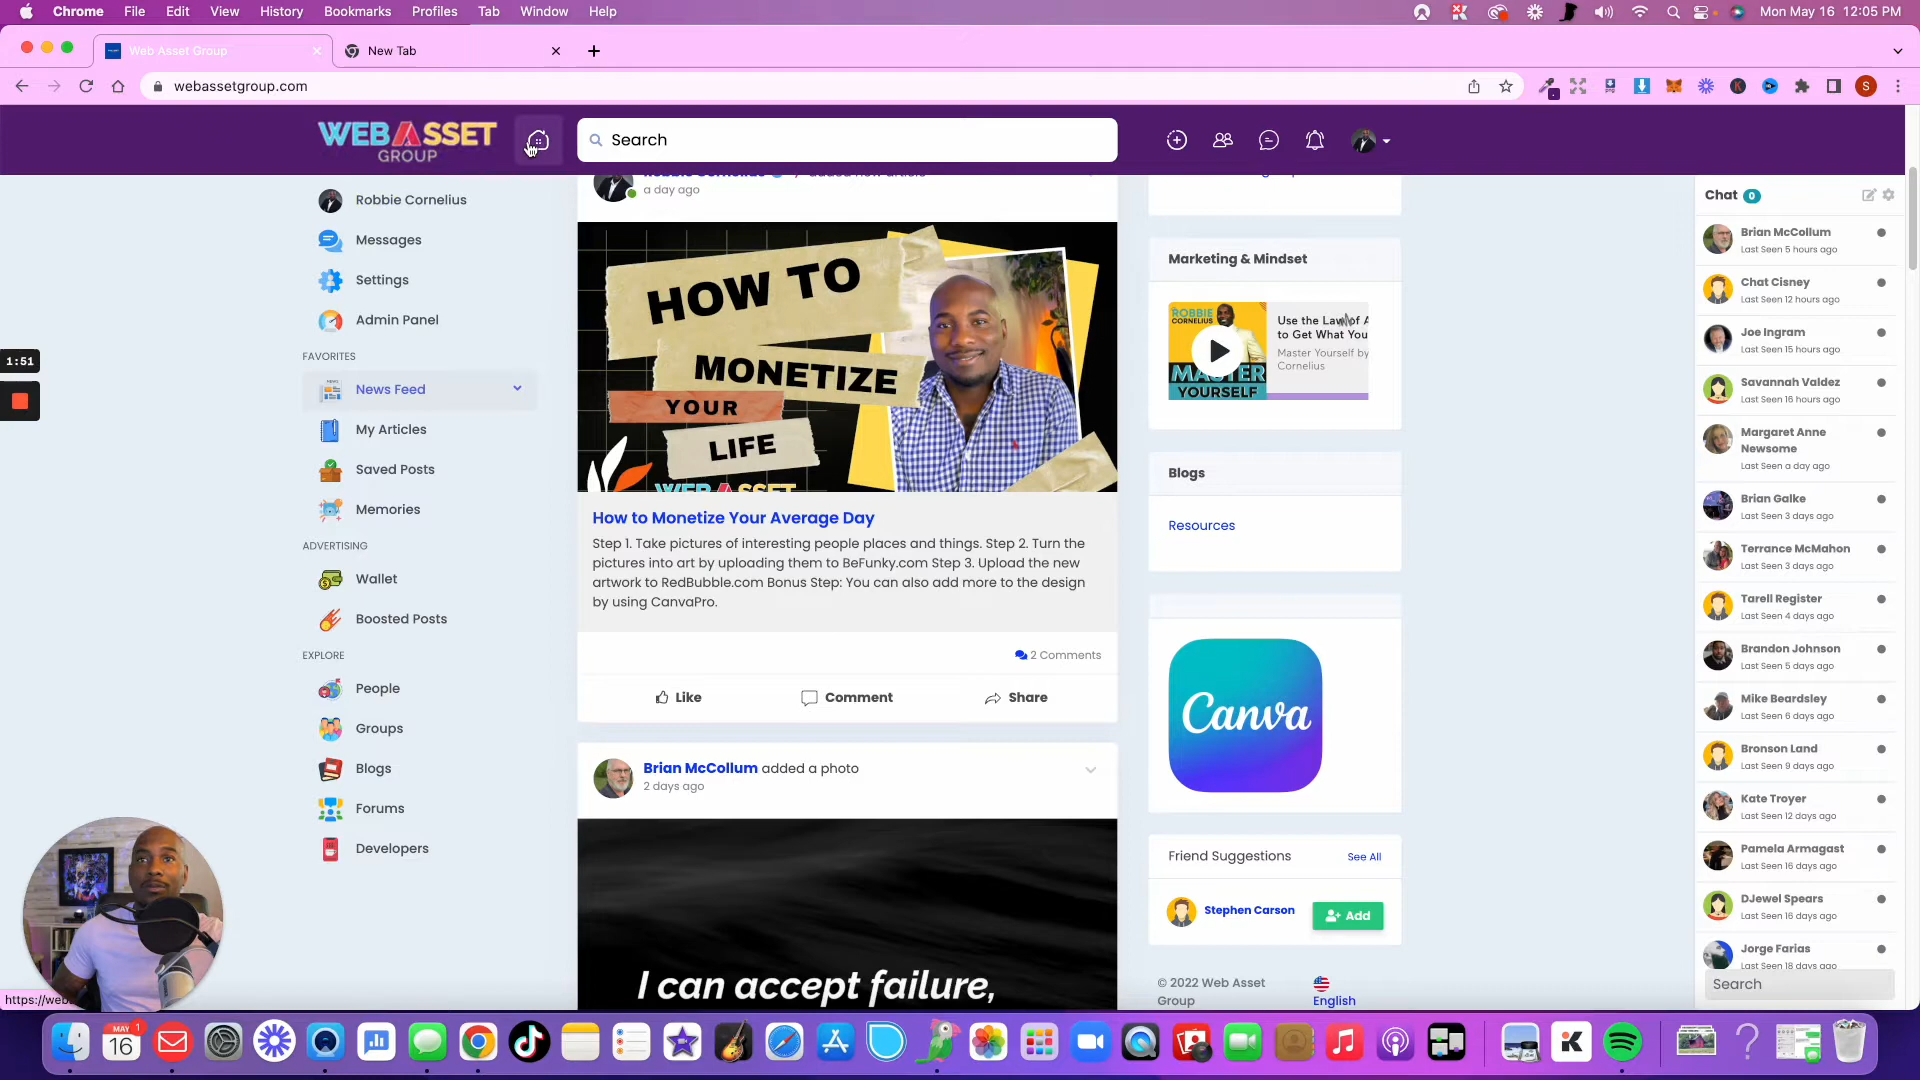 Chrome File Edit View History Bookmarks Profiles Tab Window Help
Mon May 16 12:05 PM
Web Asset Group
New Tab
webassetgroup.com
WEB ASSET
GROUP
Search
Robbie Cornelius
Messages
Settings
Admin Panel
FAVORITES
News Feed
My Articles
Saved Posts
Memories
ADVERTISING
Wallet
Boosted Posts
EXPLORE
People
Groups
Blogs
Forums
Developers
1:51
a day ago
HOW TO
MONETIZE
YOUR
LIFE
How to Monetize Your Average Day
Step 1. Take pictures of interesting people places and things. Step 2. Turn the
pictures into art by uploading them to BeFunky.com Step 3. Upload the new
artwork to RedBubble.com Bonus Step: You can also add more to the design
by using CanvaPro.
2 Comments
Like Comment Share
Brian McCollum added a photo
2 days ago
I can accept failure,
Marketing & Mindset
ROBBIE
CORNELIUS
MASTER
YOURSELF
Use the Law of A
to Get What You
Master Yourself by
Cornelius
Blogs
Resources
Canva
Friend Suggestions See All
Stephen Carson Add
© 2022 Web Asset
Group
English
Chat 0
Brian McCollum
Last Seen 5 hours ago
Chat Cisney
Last Seen 12 hours ago
Joe Ingram
Last Seen 15 hours ago
Savannah Valdez
Last Seen 16 hours ago
Margaret Anne
Newsome
Last Seen a day ago
Brian Galke
Last Seen 3 days ago
Terrance McMahon
Last Seen 3 days ago
Tarell Register
Last Seen 4 days ago
Brandon Johnson
Last Seen 5 days ago
Mike Beardsley
Last Seen 6 days ago
Bronson Land
Last Seen 9 days ago
Kate Troyer
Last Seen 12 days ago
Pamela Armagast
Last Seen 16 days ago
DJewel Spears
Last Seen 16 days ago
Jorge Farias
Last Seen 18 days ago
Search
https://web
MAY 1
16